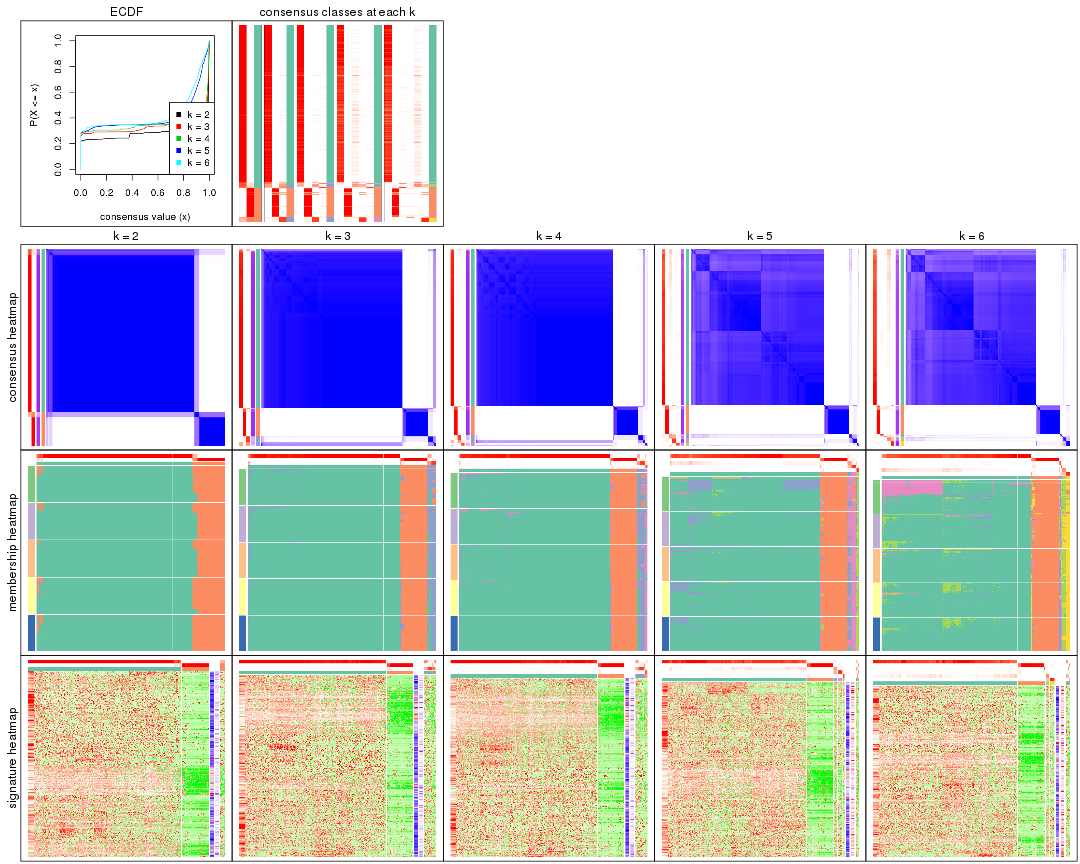 ECDF
consensus classes at each k
P(X <= x)
0.0 0.2 0.4 0.6 0.8 1.0
k = 2
k = 3
k = 4
k = 5
k = 6
0.0 0.2 0.4 0.6 0.8 1.0
consensus value (x)
k = 2 k = 3 k = 4 k = 5 k = 6
consensus heatmap
membership heatmap
signature heatmap